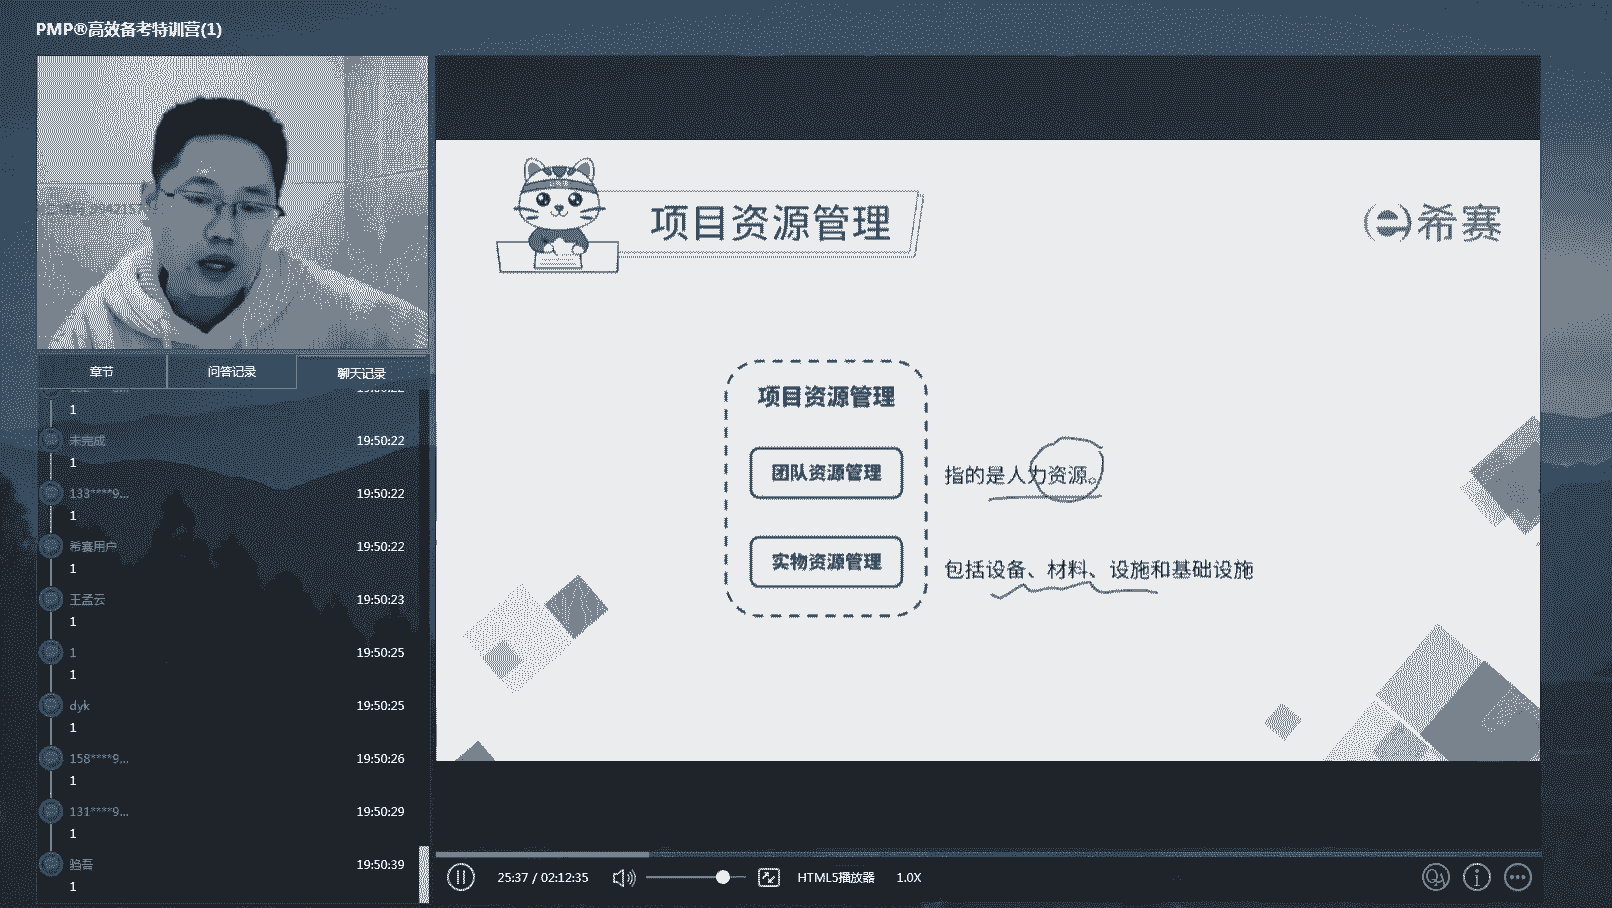 PMP®高效备考特训营(1)
章节
问答记录
聊天记录
1
未完成
19:50:22
1
133****9...
19:50:22
1
希赛用户
19:50:22
1
王孟云
19:50:23
1
1
19:50:25
1
dyk
19:50:25
1
158****9...
19:50:26
1
131****9...
19:50:29
1
19:50:39
1
项目资源管理
希赛
项目资源管理
团队资源管理
指的是人力资源。
实物资源管理
包括设备、材料、设施和基础设施
25:37 / 02:12:35
HTML5播放器
1.0X